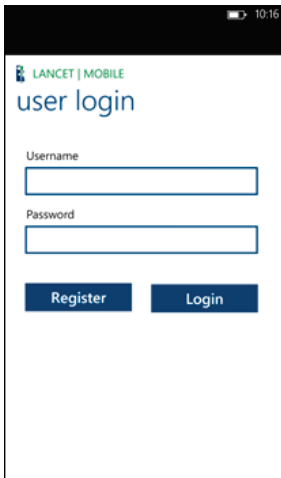 10:16
LANCET | MOBILE
user login
Username
Password
Register Login